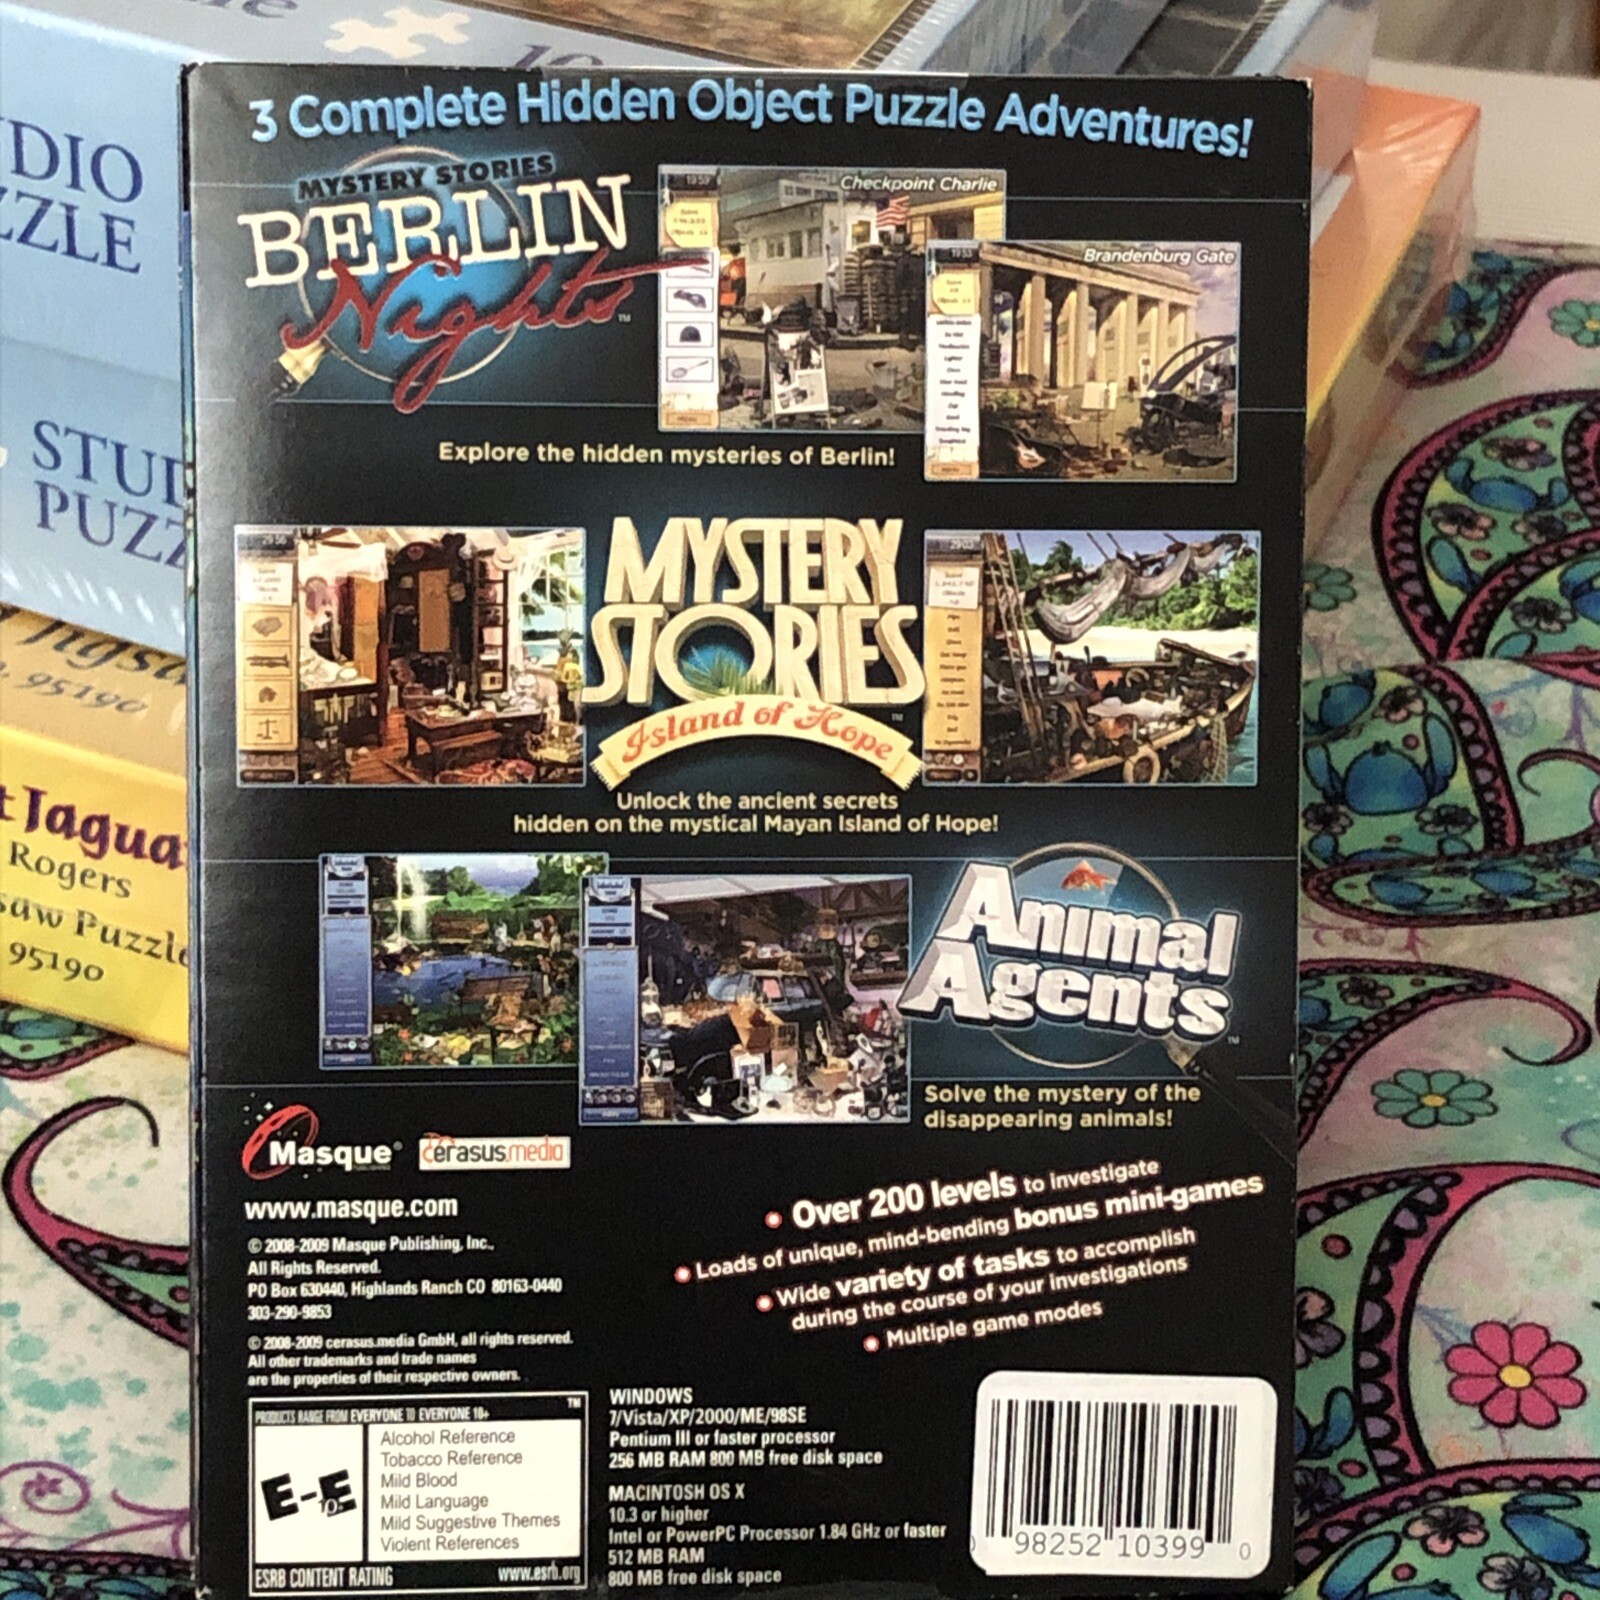 3 Complete Hidden Object Puzzle Adventures!
MYSTERY STORIES
BERLIN
Nights™
Checkpoint Charlie
Brandenburg Gate
Explore the hidden mysteries of Berlin!
MYSTERY
STORIES™
Island of Hope
Unlock the ancient secrets
hidden on the mystical Mayan Island of Hope!
Animal
Agents™
Solve the mystery of the
disappearing animals!
Masque®
cerasus.media
www.masque.com
© 2008-2009 Masque Publishing, Inc.,
All Rights Reserved.
PO Box 630440, Highlands Ranch CO 80163-0440
303-290-9853
© 2008-2009 cerasus.media GmbH, all rights reserved.
All other trademarks and trade names
are the properties of their respective owners.
• Over 200 levels to investigate
• Loads of unique, mind-bending bonus mini-games
• Wide variety of tasks to accomplish
during the course of your investigations
• Multiple game modes
PRODUCTS RANGE FROM EVERYONE TO EVERYONE 10+
™
E-E
10+
Alcohol Reference
Tobacco Reference
Mild Blood
Mild Language
Mild Suggestive Themes
Violent References
ESRB CONTENT RATING www.esrb.org
WINDOWS
7/Vista/XP/2000/ME/98SE
Pentium III or faster processor
256 MB RAM 800 MB free disk space
MACINTOSH OS X
10.3 or higher
Intel or PowerPC Processor 1.84 GHz or faster
512 MB RAM
800 MB free disk space
98252 10399 0
STUD
PUZZ
95190
Jagua
Rogers
saw Puzzle
95190